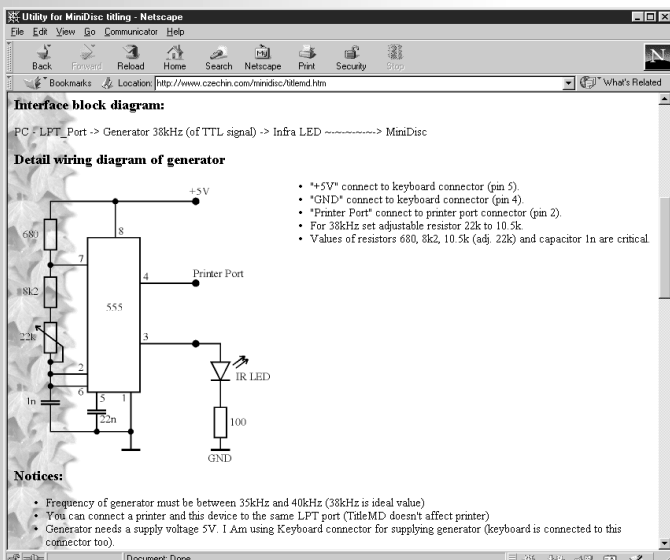 Utility for MiniDisc titling - Netscape
File Edit View Go Communicator Help
Back Forward Reload Home Search Netscape Print Security Stop
My
N
Bookmarks Location: http://www.czechin.com/minidisc/titlemd.htm What's Related
Interface block diagram:
PC - LPT_Port -> Generator 38kHz (of TTL signal) -> Infra LED ~-~-~-~-~-> MiniDisc
Detail wiring diagram of generator
• "+5V" connect to keyboard connector (pin 5).
• "GND" connect to keyboard connector (pin 4).
• "Printer Port" connect to printer port connector (pin 2).
• For 38kHz set adjustable resistor 22k to 10.5k.
• Values of resistors 680, 8k2, 10.5k (adj. 22k) and capacitor 1n are critical.
+5V
680
8
7
4
Printer Port
8k2
555
22k
3
2
IR LED
6
1n
5
1
22n
100
GND
Notices:
• Frequency of generator must be between 35kHz and 40kHz (38kHz is ideal value)
• You can connect a printer and this device to the same LPT port (TitleMD doesn't affect printer)
• Generator needs a supply voltage 5V. I Am using Keyboard connector for supplying generator (keyboard is connected to this
connector too).
Document: Done